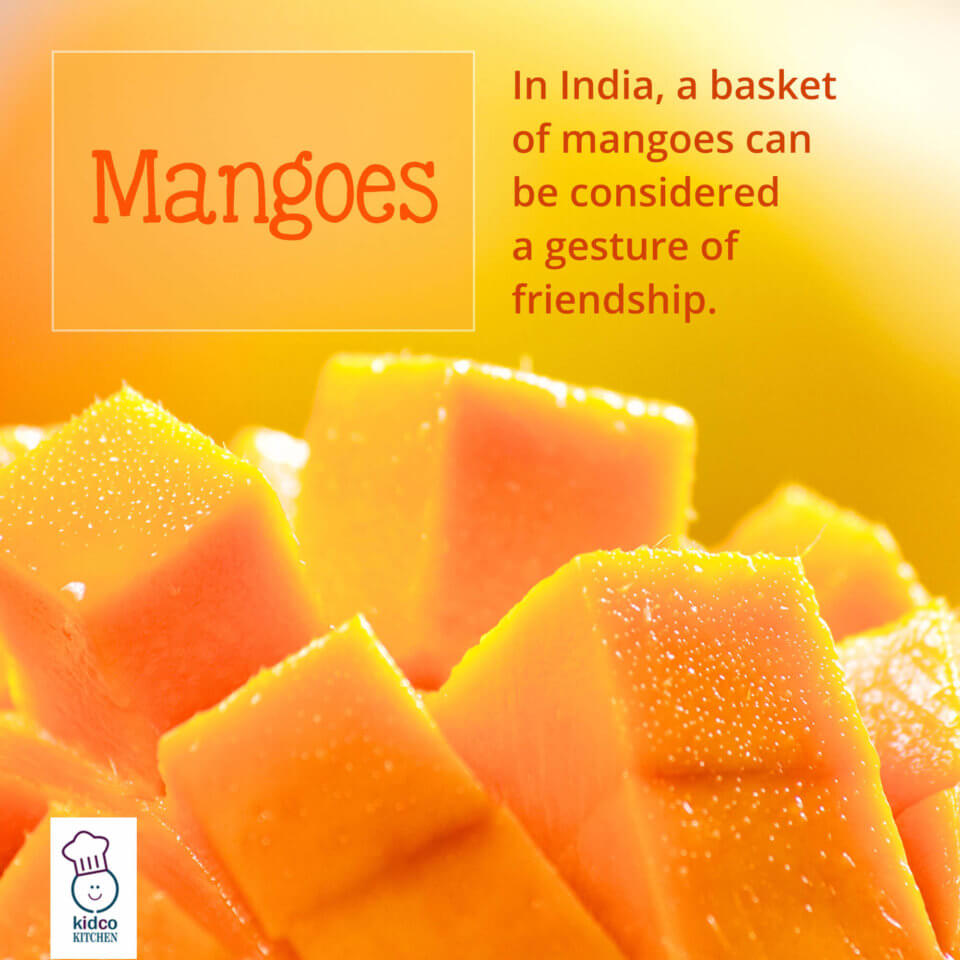 Mangoes
In India, a basket
of mangoes can
be considered
a gesture of
friendship.
kidco
KITCHEN